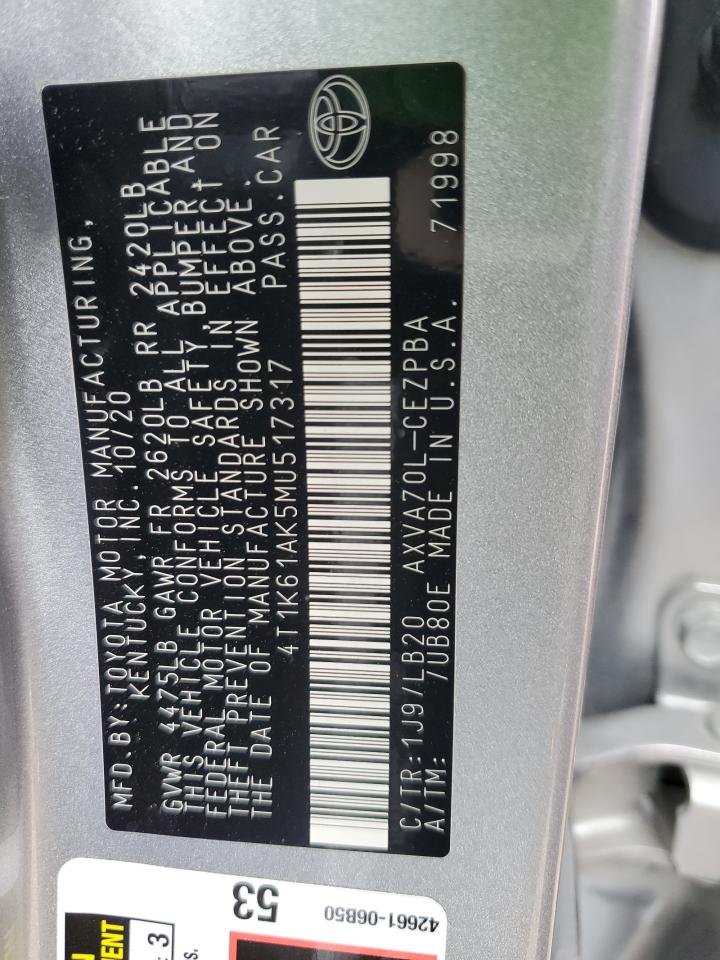 MFD.BY:TOYOTA MOTOR MANUFACTURING,
KENTUCKY, INC. 10/20
GVWR 4475LB GAWR FR 2620LB RR 2420LB
THIS VEHICLE CONFORMS TO ALL APPLICABLE
FEDERAL MOTOR VEHICLE SAFETY, BUMPER, AND
THEFT PREVENTION STANDARDS IN EFFECT ON
THE DATE OF MANUFACTURE SHOWN ABOVE.
4T1K61AK5MU517317 PASS.CAR
C/TR:1J9/LB20 AXVA70L-CEZPBA
A/TM: /UB80E MADE IN U.S.A. 71998
53
42661-06B50
3